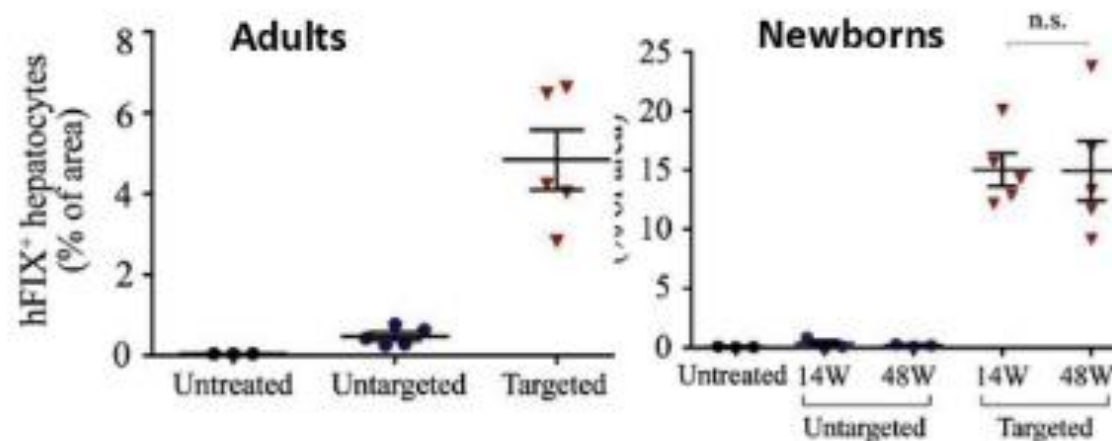 Adults
hFIX⁺ hepatocytes
(% of area)
8
6
4
2
0
Untreated Untargeted Targeted
Newborns
n.s.
25
20
15
10
5
0
Untreated 14W 48W 14W 48W
Untargeted Targeted